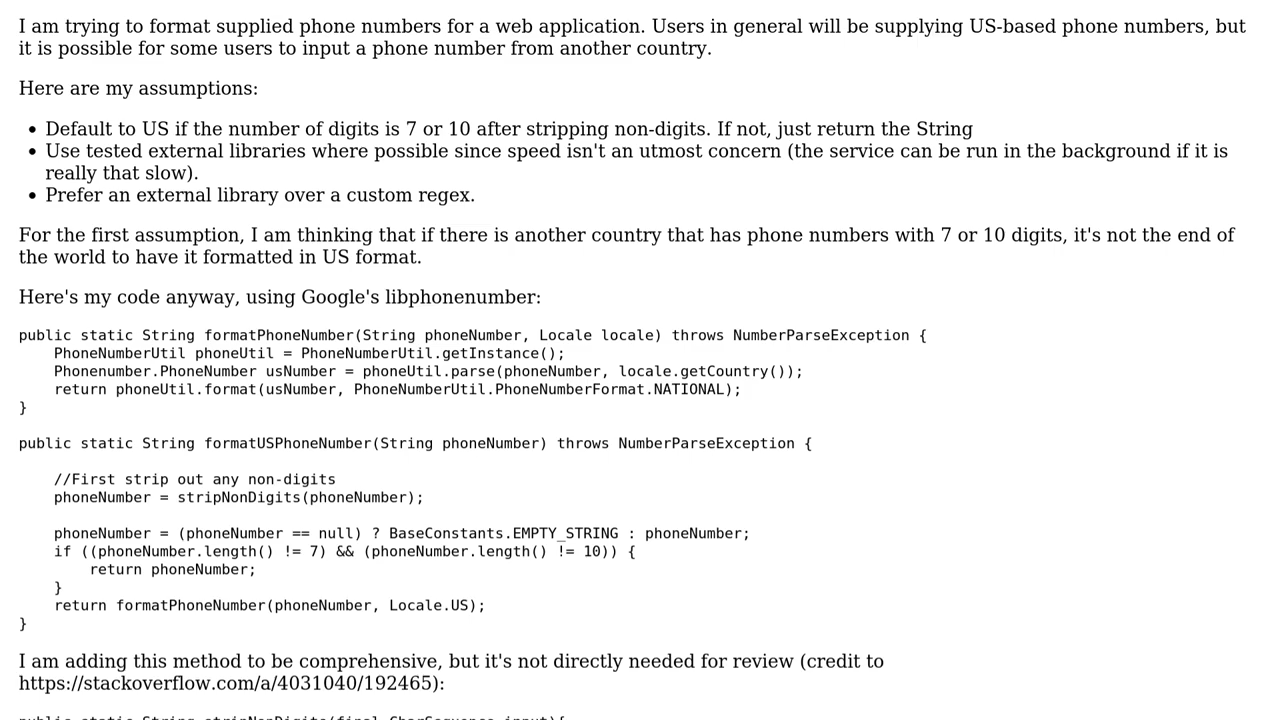 I am trying to format supplied phone numbers for a web application. Users in general will be supplying US-based phone numbers, but
it is possible for some users to input a phone number from another country.
Here are my assumptions:
• Default to US if the number of digits is 7 or 10 after stripping non-digits. If not, just return the String
• Use tested external libraries where possible since speed isn't an utmost concern (the service can be run in the background if it is
really that slow).
• Prefer an external library over a custom regex.
For the first assumption, I am thinking that if there is another country that has phone numbers with 7 or 10 digits, it's not the end of
the world to have it formatted in US format.
Here's my code anyway, using Google's libphonenumber:
public static String formatPhoneNumber(String phoneNumber, Locale locale) throws NumberParseException {
    PhoneNumberUtil phoneUtil = PhoneNumberUtil.getInstance();
    Phonenumber.PhoneNumber usNumber = phoneUtil.parse(phoneNumber, locale.getCountry());
    return phoneUtil.format(usNumber, PhoneNumberUtil.PhoneNumberFormat.NATIONAL);
}
public static String formatUSPhoneNumber(String phoneNumber) throws NumberParseException {
    //First strip out any non-digits
    phoneNumber = stripNonDigits(phoneNumber);
    phoneNumber = (phoneNumber == null) ? BaseConstants.EMPTY_STRING : phoneNumber;
    if ((phoneNumber.length() != 7) && (phoneNumber.length() != 10)) {
        return phoneNumber;
    }
    return formatPhoneNumber(phoneNumber, Locale.US);
}
I am adding this method to be comprehensive, but it's not directly needed for review (credit to
https://stackoverflow.com/a/4031040/192465):
public static String stripNonDigits(final CharSequence input){